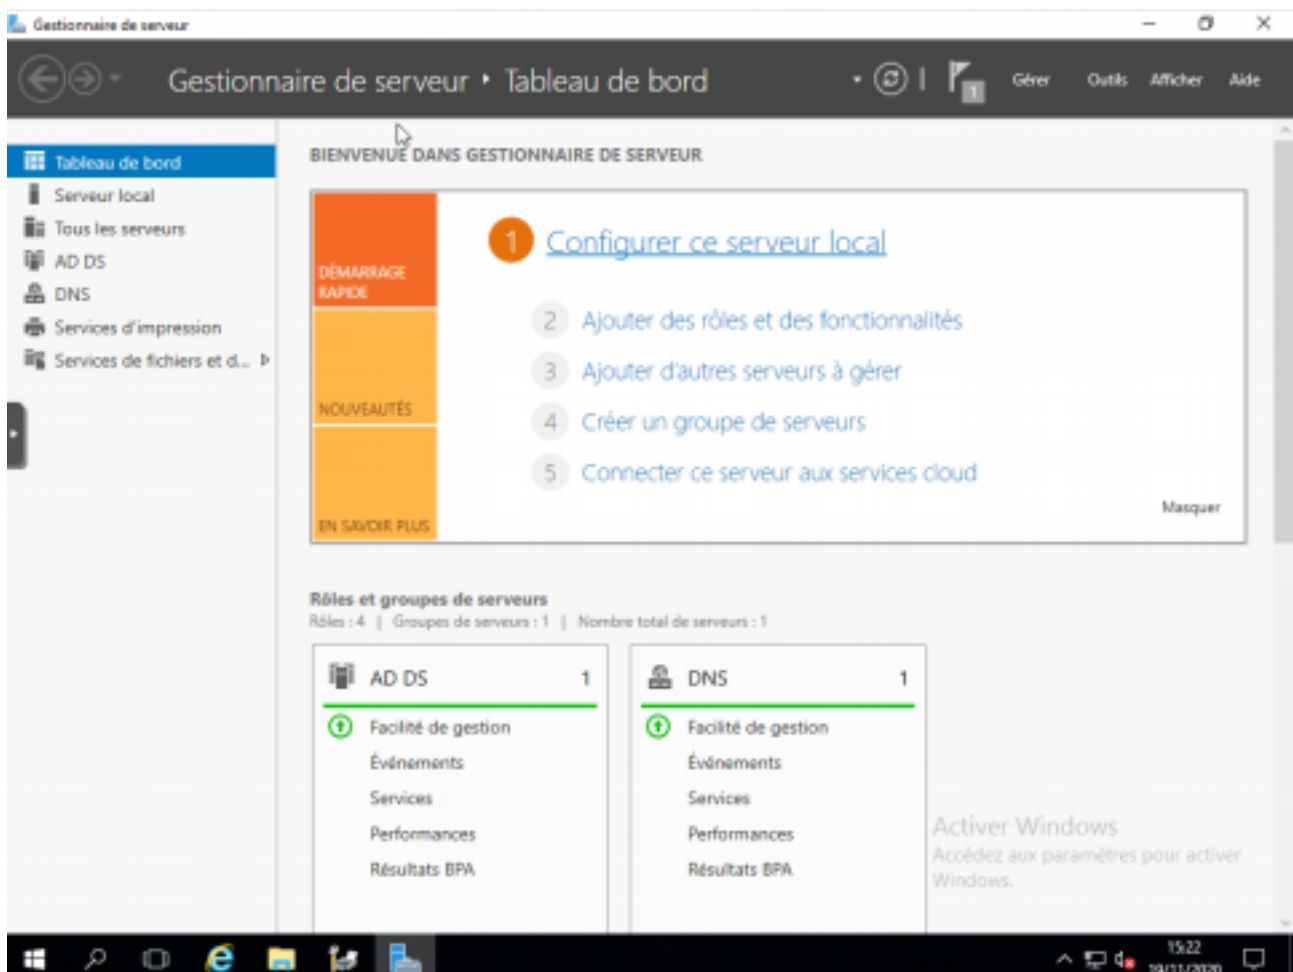 Gestionnaire de serveur
Gestionnaire de serveur ‣ Tableau de bord
1
Gérer
Outils
Afficher
Aide
Tableau de bord
Serveur local
Tous les serveurs
AD DS
DNS
Services d'impression
Services de fichiers et d...
BIENVENUE DANS GESTIONNAIRE DE SERVEUR
DÉMARRAGE
RAPIDE
NOUVEAUTÉS
EN SAVOIR PLUS
1 Configurer ce serveur local
2 Ajouter des rôles et des fonctionnalités
3 Ajouter d'autres serveurs à gérer
4 Créer un groupe de serveurs
5 Connecter ce serveur aux services cloud
Masquer
Rôles et groupes de serveurs
Rôles : 4 | Groupes de serveurs : 1 | Nombre total de serveurs : 1
AD DS 1
Facilité de gestion
Événements
Services
Performances
Résultats BPA
DNS 1
Facilité de gestion
Événements
Services
Performances
Résultats BPA
Activer Windows
Accédez aux paramètres pour activer
Windows.
15:22
19/11/2020